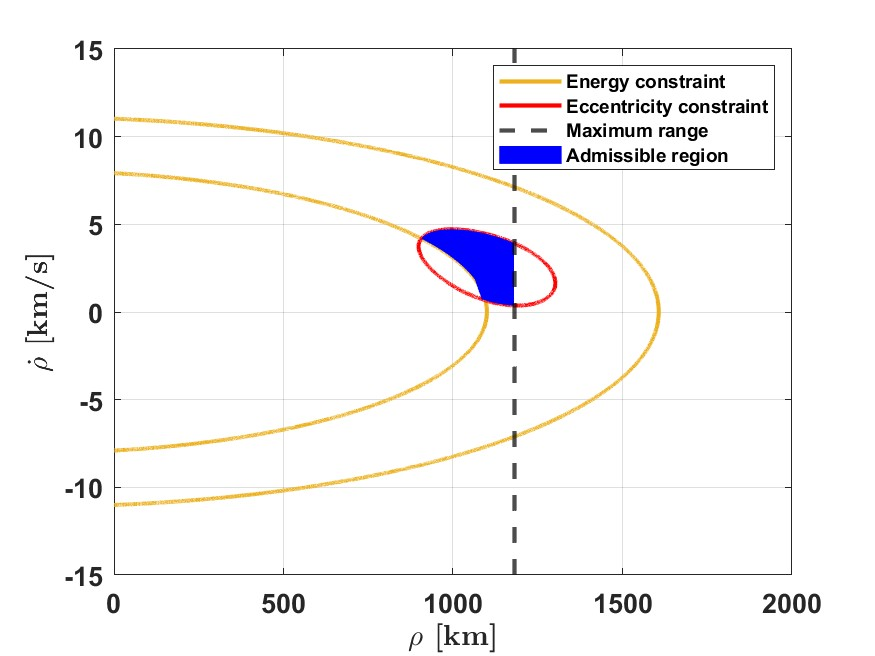 15
10
5
0
-5
-10
-15
ρ̇ [km/s]
Energy constraint
Eccentricity constraint
Maximum range
Admissible region
0
500
1000
1500
2000
ρ [km]